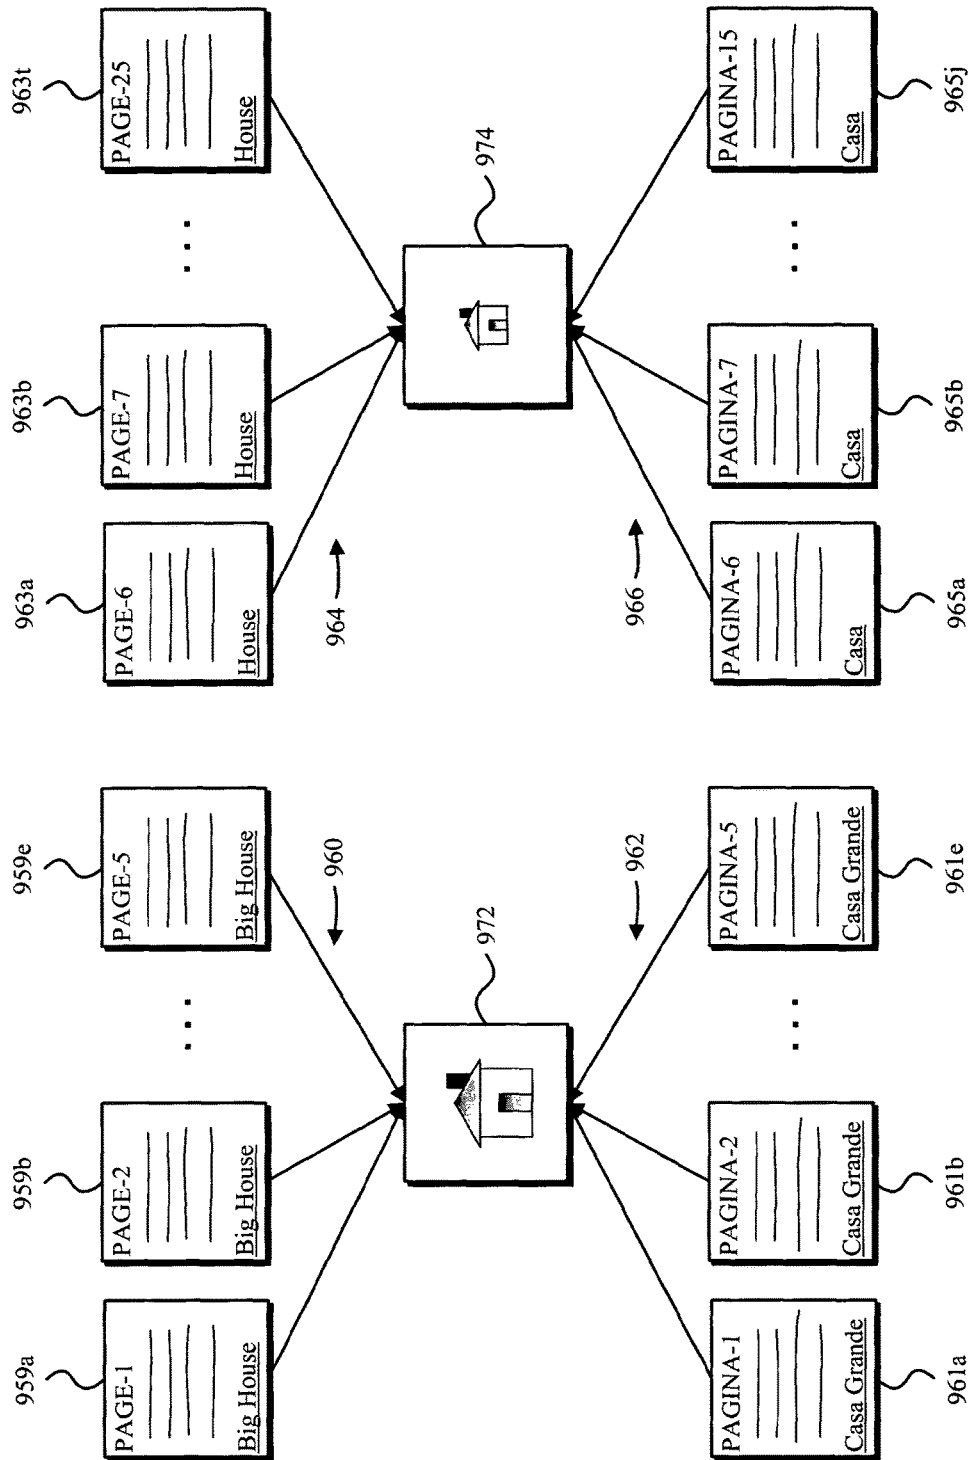 959a
959b
959e
963a
963b
963t
PAGE-1
Big House
PAGE-2
Big House
...
PAGE-5
Big House
PAGE-6
House
PAGE-7
House
...
PAGE-25
House
960
964
972
974
962
966
PAGINA-1
Casa Grande
PAGINA-2
Casa Grande
...
PAGINA-5
Casa Grande
PAGINA-6
Casa
PAGINA-7
Casa
...
PAGINA-15
Casa
961a
961b
961e
965a
965b
965j